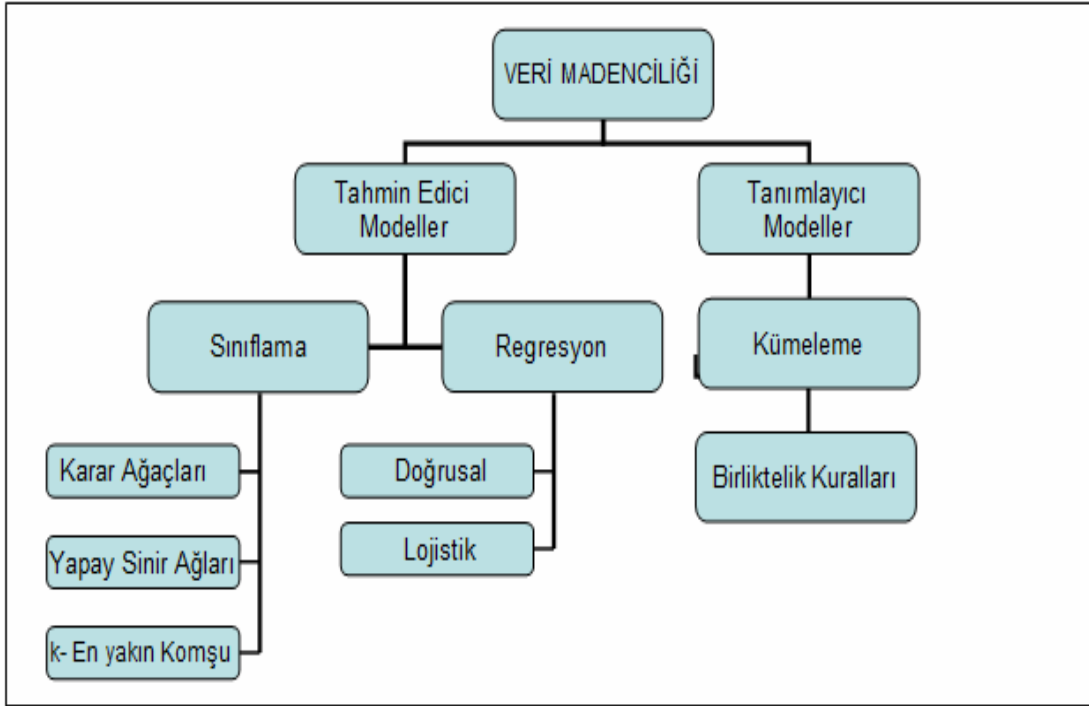 VERİ MADENCİLİĞİ
Tahmin Edici
Modeller
Tanımlayıcı
Modeller
Sınıflama
Regresyon
Kümeleme
Karar Ağaçları
Doğrusal
Birliktelik Kuralları
Yapay Sinir Ağları
Lojistik
k- En yakın Komşu